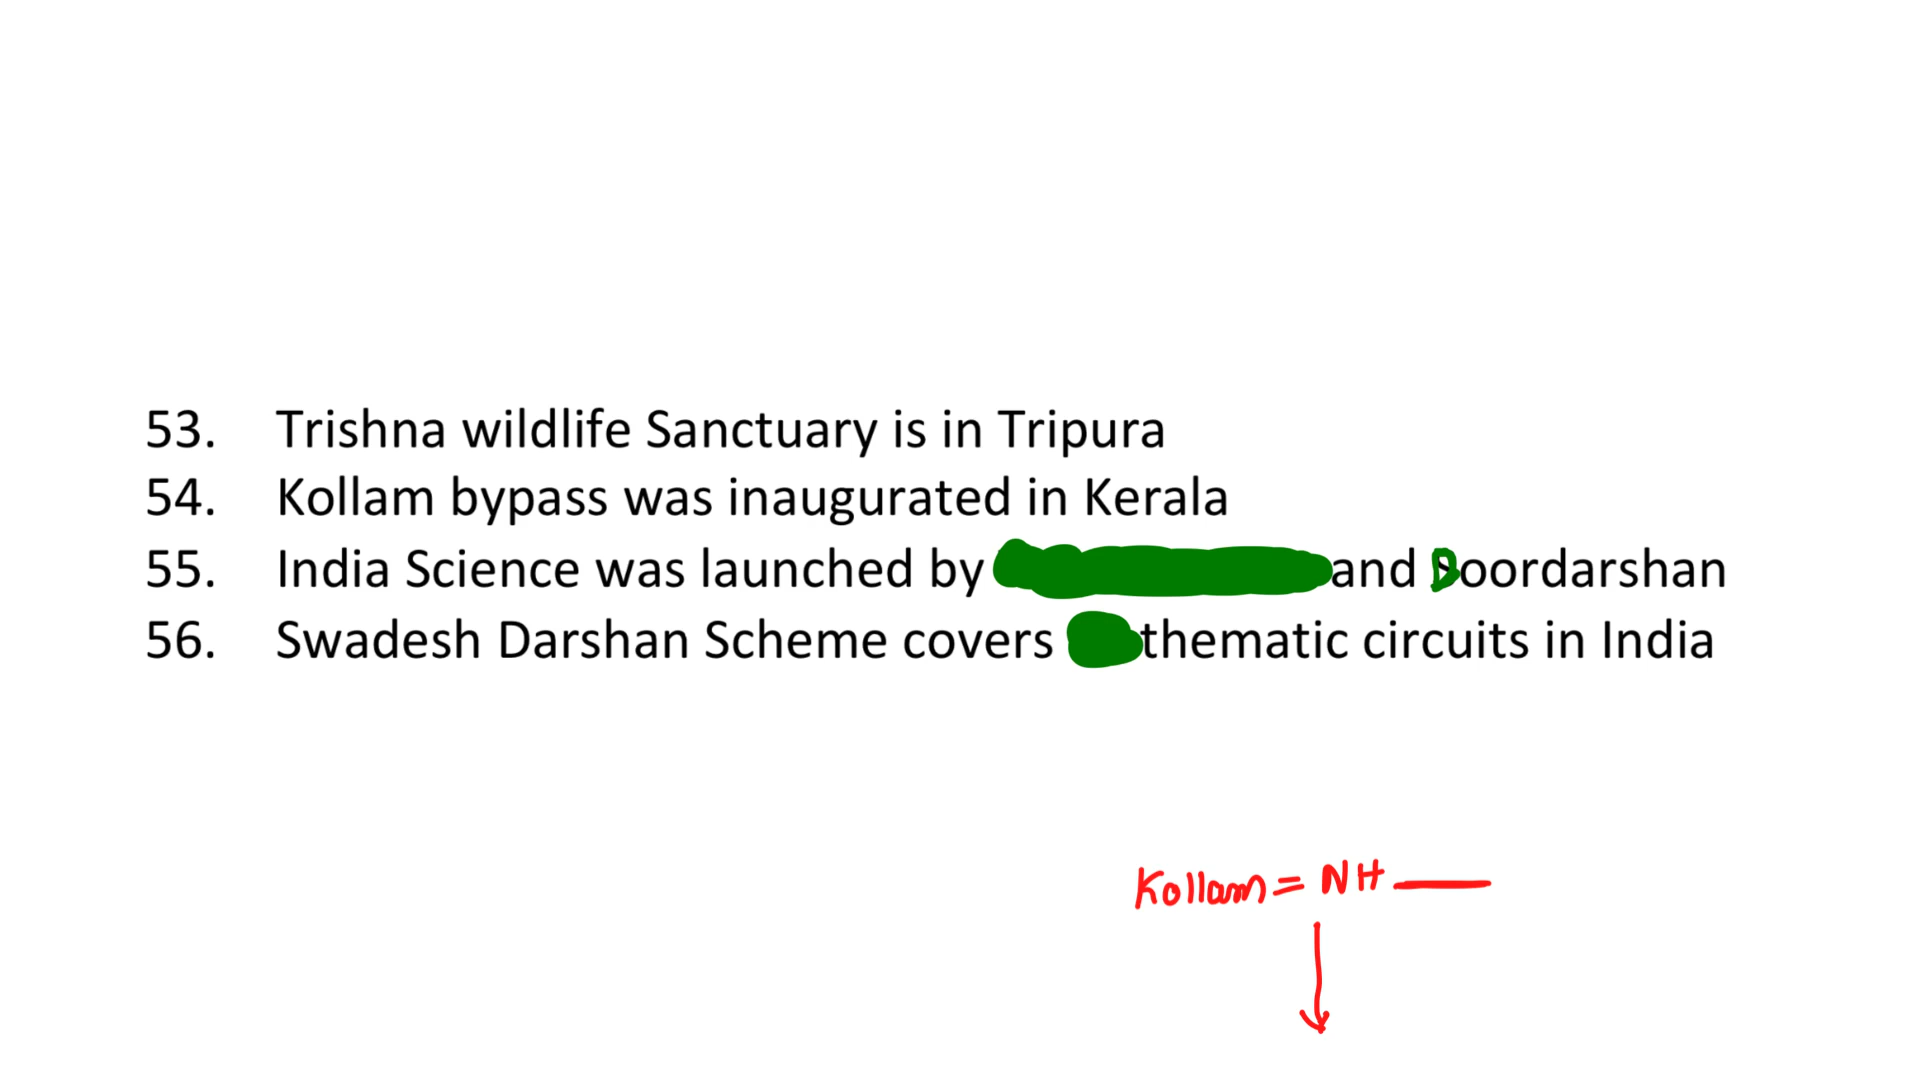 53. Trishna wildlife Sanctuary is in Tripura
54. Kollam bypass was inaugurated in Kerala
55. India Science was launched by and Doordarshan
56. Swadesh Darshan Scheme covers thematic circuits in India
Kollam = NH